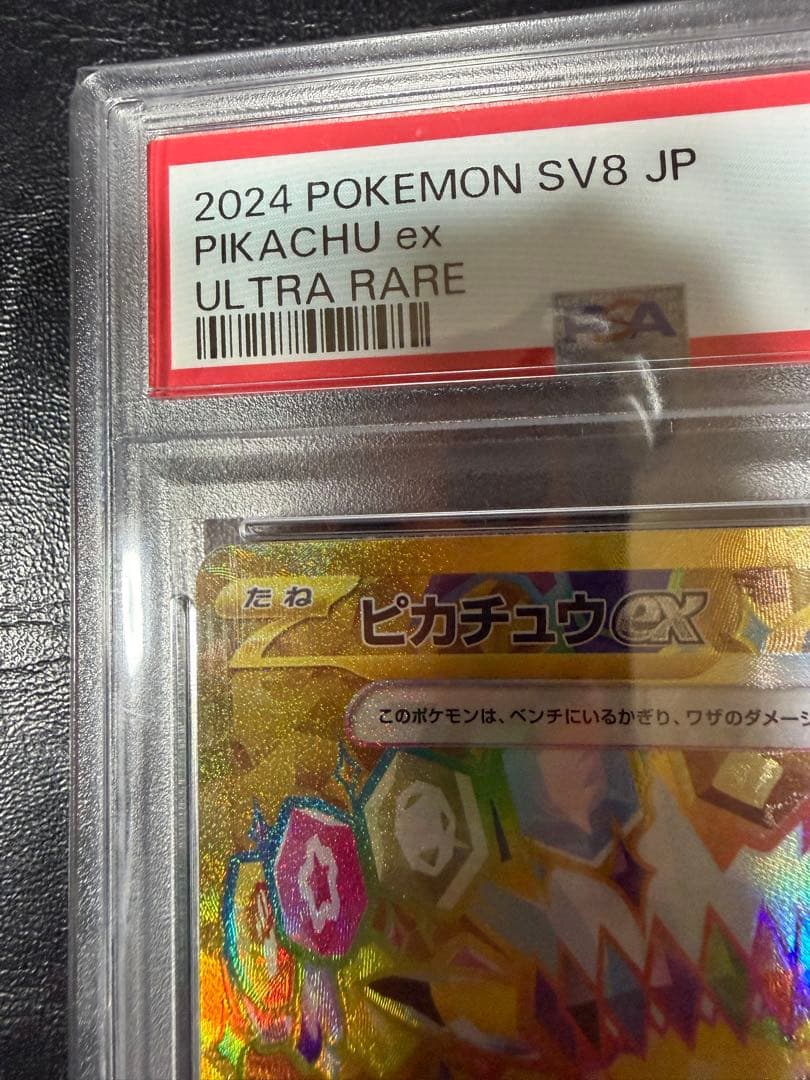 2024 POKEMON SV8 JP
PIKACHU ex
ULTRA RARE
PSA
たね
ピカチュウex
このポケモンは、ベンチにいるかぎり、ワザのダメージ